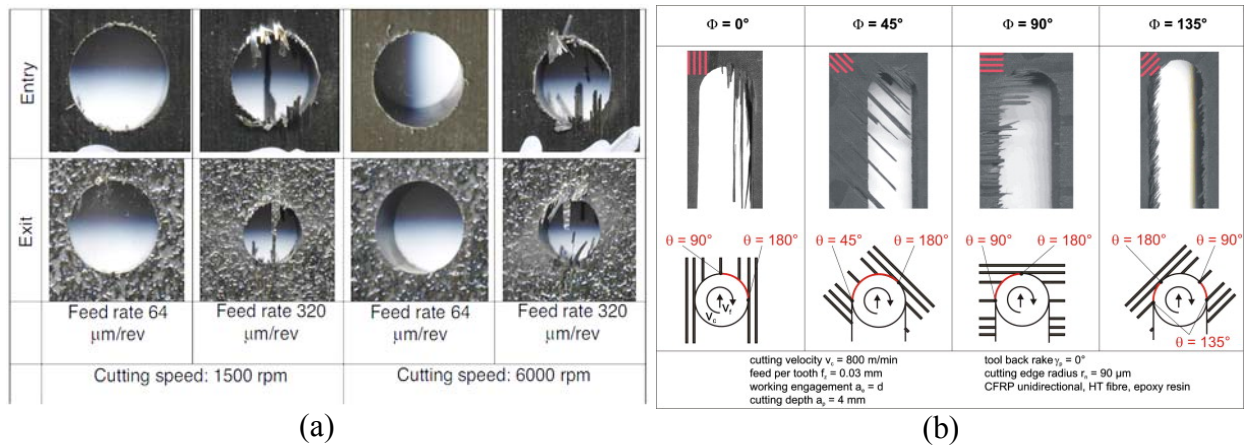 Entry
Exit
Feed rate 64
μm/rev
Feed rate 320
μm/rev
Feed rate 64
μm/rev
Feed rate 320
μm/rev
Cutting speed: 1500 rpm
Cutting speed: 6000 rpm
(a)
Φ = 0°
Φ = 45°
Φ = 90°
Φ = 135°
θ = 90°
θ = 180°
θ = 45°
θ = 180°
θ = 90°
θ = 180°
θ = 180°
θ = 90°
θ = 135°
Vc
Vf
cutting velocity vc = 800 m/min
feed per tooth fz = 0.03 mm
working engagement ae = d
cutting depth ap = 4 mm
tool back rake γp = 0°
cutting edge radius rn = 90 μm
CFRP unidirectional, HT fibre, epoxy resin
(b)